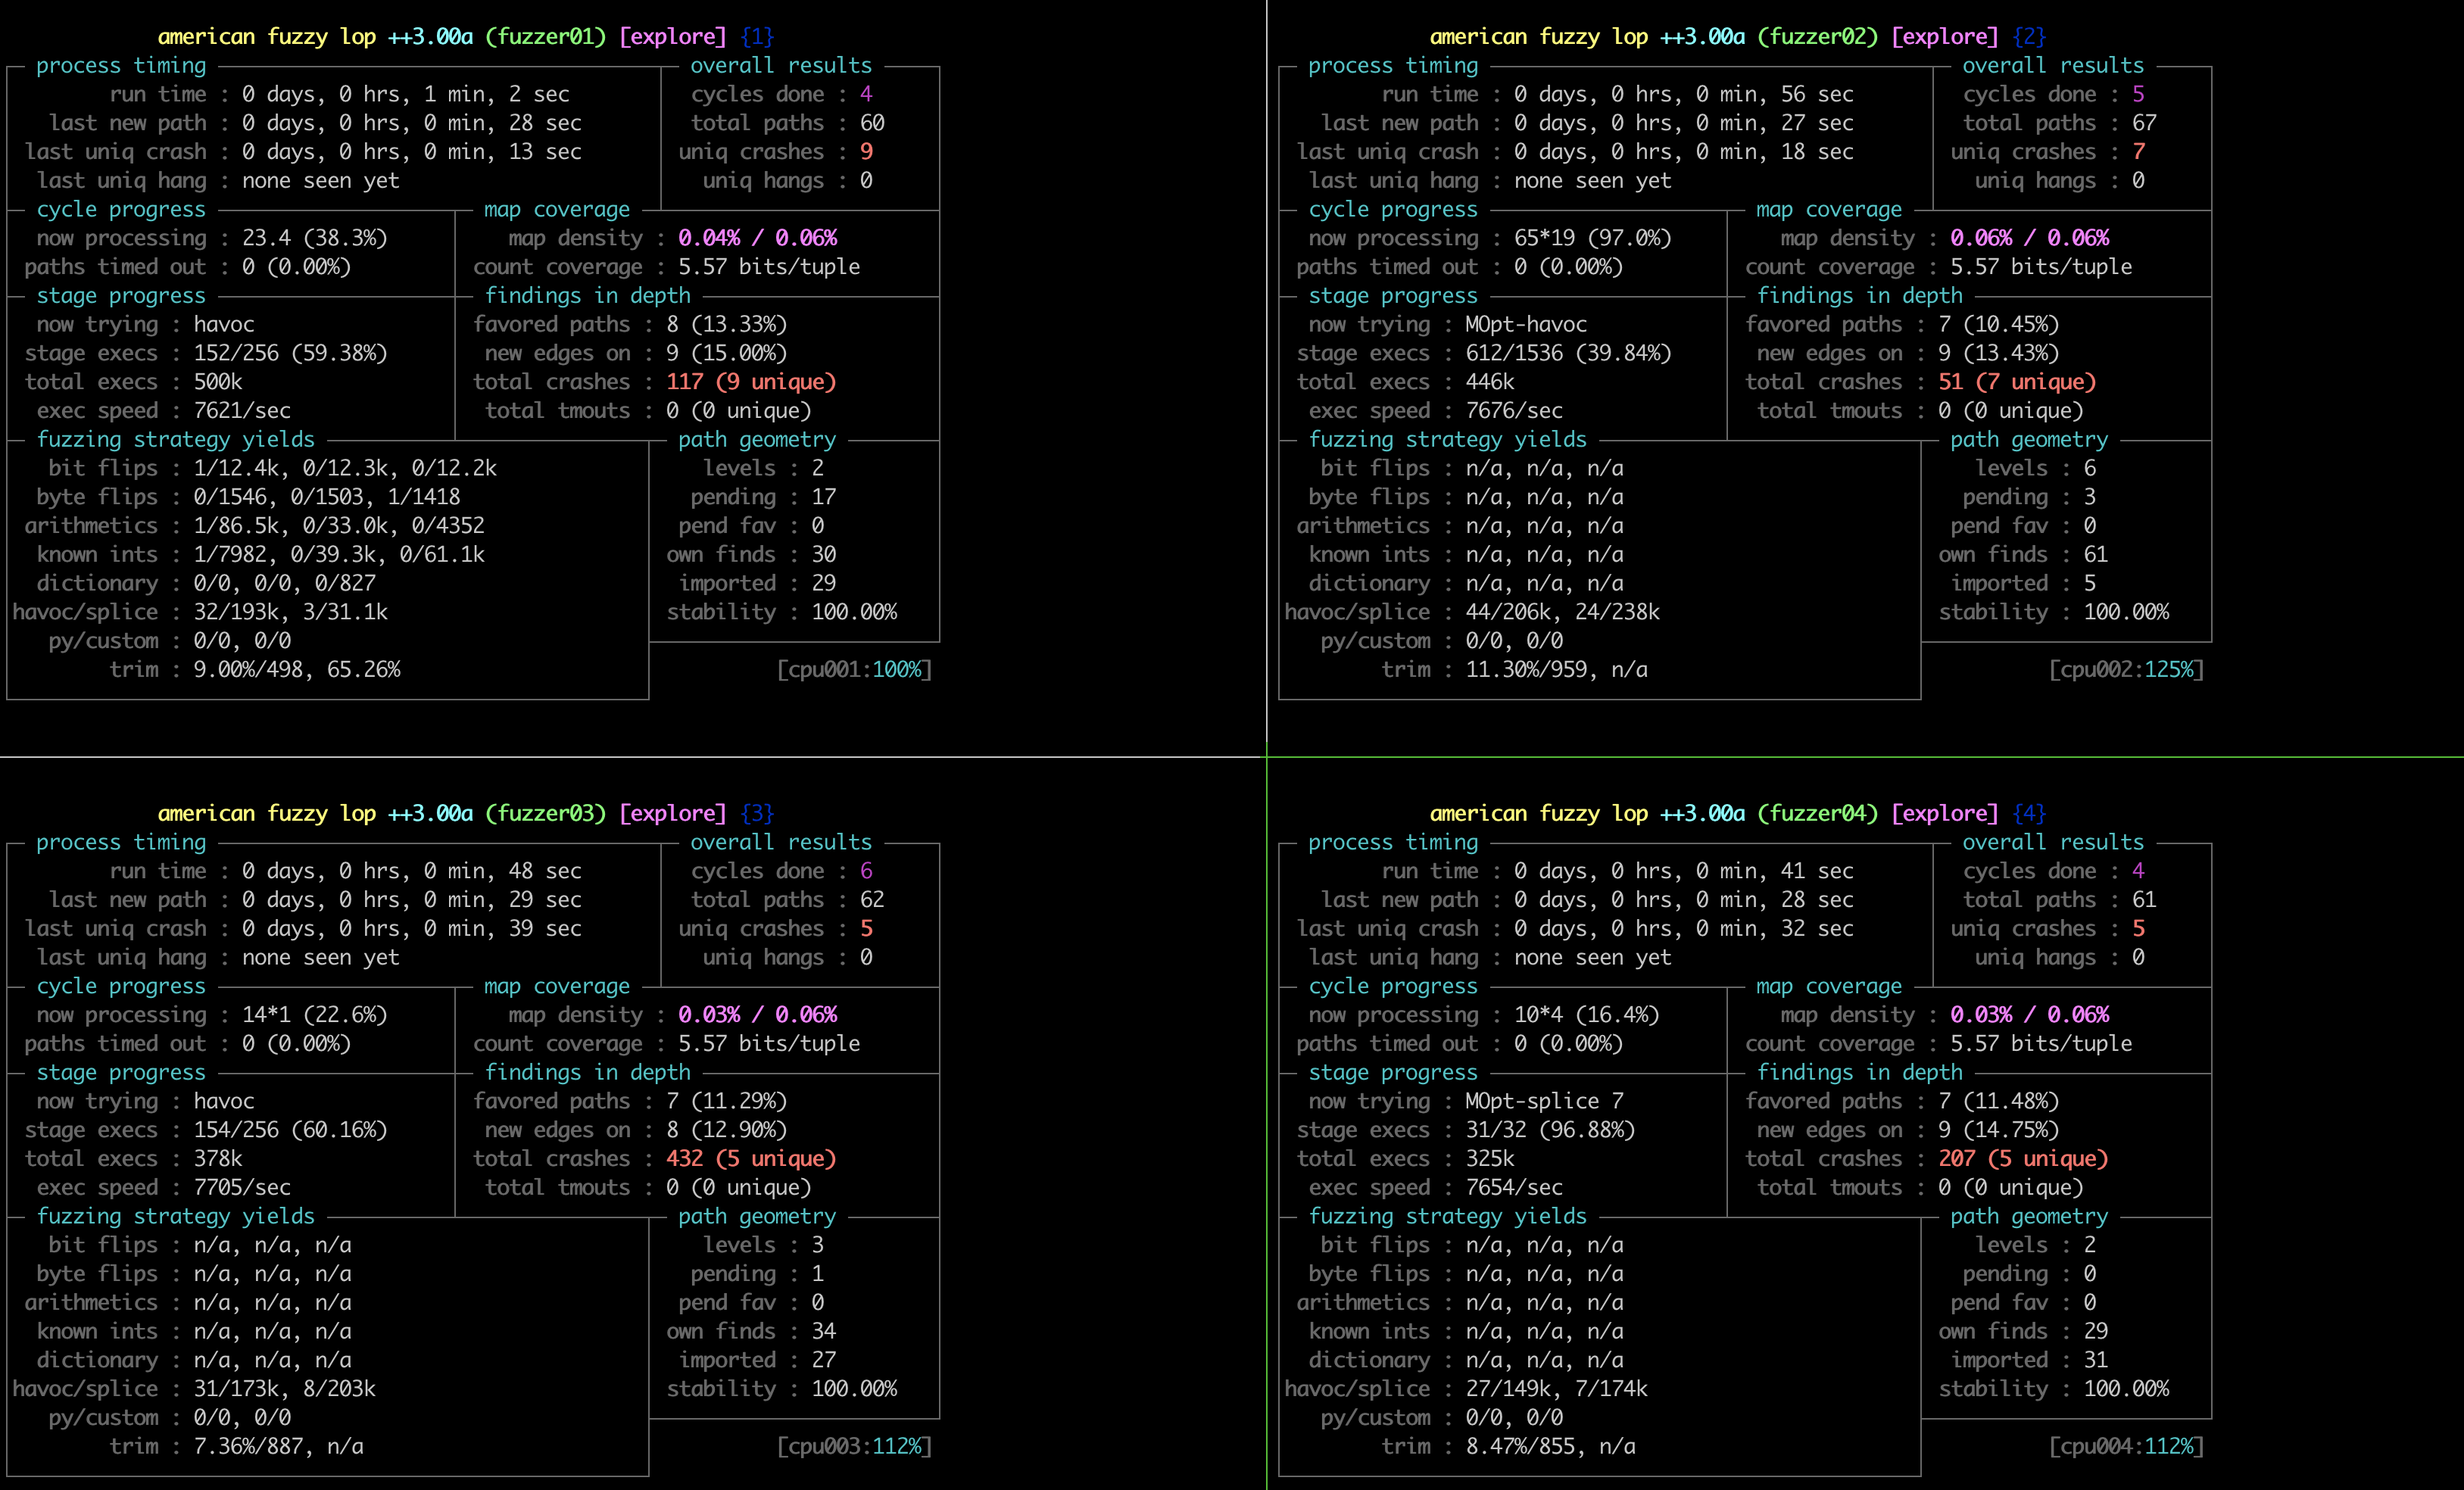 american fuzzy lop ++3.00a (fuzzer01) [explore] {1}
process timing
overall results
run time : 0 days, 0 hrs, 1 min, 2 sec
cycles done : 4
last new path : 0 days, 0 hrs, 0 min, 28 sec
total paths : 60
last uniq crash : 0 days, 0 hrs, 0 min, 13 sec
uniq crashes : 9
last uniq hang : none seen yet
uniq hangs : 0
cycle progress
map coverage
now processing : 23.4 (38.3%)
map density : 0.04% / 0.06%
paths timed out : 0 (0.00%)
count coverage : 5.57 bits/tuple
stage progress
findings in depth
now trying : havoc
favored paths : 8 (13.33%)
stage execs : 152/256 (59.38%)
new edges on : 9 (15.00%)
total execs : 500k
total crashes : 117 (9 unique)
exec speed : 7621/sec
total tmouts : 0 (0 unique)
fuzzing strategy yields
path geometry
bit flips : 1/12.4k, 0/12.3k, 0/12.2k
levels : 2
byte flips : 0/1546, 0/1503, 1/1418
pending : 17
arithmetics : 1/86.5k, 0/33.0k, 0/4352
pend fav : 0
known ints : 1/7982, 0/39.3k, 0/61.1k
own finds : 30
dictionary : 0/0, 0/0, 0/827
imported : 29
havoc/splice : 32/193k, 3/31.1k
stability : 100.00%
py/custom : 0/0, 0/0
trim : 9.00%/498, 65.26%
[cpu001:100%]
american fuzzy lop ++3.00a (fuzzer02) [explore] {2}
process timing
overall results
run time : 0 days, 0 hrs, 0 min, 56 sec
cycles done : 5
last new path : 0 days, 0 hrs, 0 min, 27 sec
total paths : 67
last uniq crash : 0 days, 0 hrs, 0 min, 18 sec
uniq crashes : 7
last uniq hang : none seen yet
uniq hangs : 0
cycle progress
map coverage
now processing : 65*19 (97.0%)
map density : 0.06% / 0.06%
paths timed out : 0 (0.00%)
count coverage : 5.57 bits/tuple
stage progress
findings in depth
now trying : MOpt-havoc
favored paths : 7 (10.45%)
stage execs : 612/1536 (39.84%)
new edges on : 9 (13.43%)
total execs : 446k
total crashes : 51 (7 unique)
exec speed : 7676/sec
total tmouts : 0 (0 unique)
fuzzing strategy yields
path geometry
bit flips : n/a, n/a, n/a
levels : 6
byte flips : n/a, n/a, n/a
pending : 3
arithmetics : n/a, n/a, n/a
pend fav : 0
known ints : n/a, n/a, n/a
own finds : 61
dictionary : n/a, n/a, n/a
imported : 5
havoc/splice : 44/206k, 24/238k
stability : 100.00%
py/custom : 0/0, 0/0
trim : 11.30%/959, n/a
[cpu002:125%]
american fuzzy lop ++3.00a (fuzzer03) [explore] {3}
process timing
overall results
run time : 0 days, 0 hrs, 0 min, 48 sec
cycles done : 6
last new path : 0 days, 0 hrs, 0 min, 29 sec
total paths : 62
last uniq crash : 0 days, 0 hrs, 0 min, 39 sec
uniq crashes : 5
last uniq hang : none seen yet
uniq hangs : 0
cycle progress
map coverage
now processing : 14*1 (22.6%)
map density : 0.03% / 0.06%
paths timed out : 0 (0.00%)
count coverage : 5.57 bits/tuple
stage progress
findings in depth
now trying : havoc
favored paths : 7 (11.29%)
stage execs : 154/256 (60.16%)
new edges on : 8 (12.90%)
total execs : 378k
total crashes : 432 (5 unique)
exec speed : 7705/sec
total tmouts : 0 (0 unique)
fuzzing strategy yields
path geometry
bit flips : n/a, n/a, n/a
levels : 3
byte flips : n/a, n/a, n/a
pending : 1
arithmetics : n/a, n/a, n/a
pend fav : 0
known ints : n/a, n/a, n/a
own finds : 34
dictionary : n/a, n/a, n/a
imported : 27
havoc/splice : 31/173k, 8/203k
stability : 100.00%
py/custom : 0/0, 0/0
trim : 7.36%/887, n/a
[cpu003:112%]
american fuzzy lop ++3.00a (fuzzer04) [explore] {4}
process timing
overall results
run time : 0 days, 0 hrs, 0 min, 41 sec
cycles done : 4
last new path : 0 days, 0 hrs, 0 min, 28 sec
total paths : 61
last uniq crash : 0 days, 0 hrs, 0 min, 32 sec
uniq crashes : 5
last uniq hang : none seen yet
uniq hangs : 0
cycle progress
map coverage
now processing : 10*4 (16.4%)
map density : 0.03% / 0.06%
paths timed out : 0 (0.00%)
count coverage : 5.57 bits/tuple
stage progress
findings in depth
now trying : MOpt-splice 7
favored paths : 7 (11.48%)
stage execs : 31/32 (96.88%)
new edges on : 9 (14.75%)
total execs : 325k
total crashes : 207 (5 unique)
exec speed : 7654/sec
total tmouts : 0 (0 unique)
fuzzing strategy yields
path geometry
bit flips : n/a, n/a, n/a
levels : 2
byte flips : n/a, n/a, n/a
pending : 0
arithmetics : n/a, n/a, n/a
pend fav : 0
known ints : n/a, n/a, n/a
own finds : 29
dictionary : n/a, n/a, n/a
imported : 31
havoc/splice : 27/149k, 7/174k
stability : 100.00%
py/custom : 0/0, 0/0
trim : 8.47%/855, n/a
[cpu004:112%]